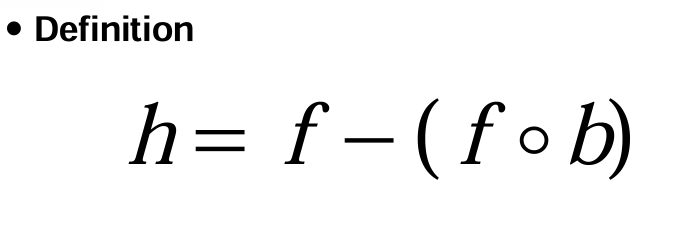 • Definition
h = f − ( f ∘ b)